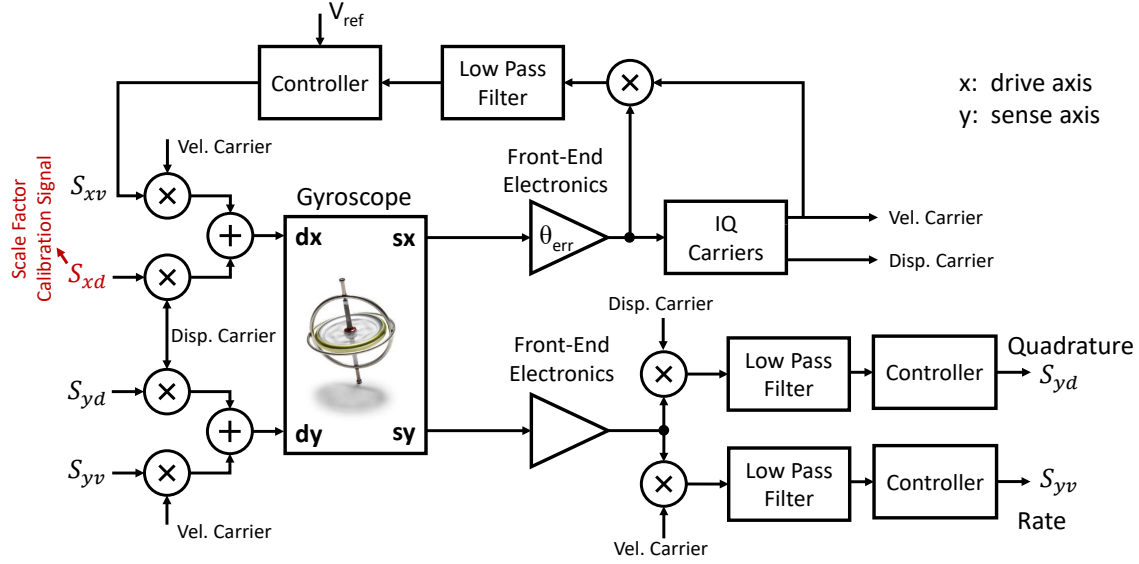 V_ref
Controller
Low Pass
Filter
×
x: drive axis
y: sense axis
Scale Factor
Calibration Signal
Vel. Carrier
S_xv
×
+
S_xd
×
Disp. Carrier
S_yd
×
+
S_yv
×
Vel. Carrier
Gyroscope
dx
sx
dy
sy
Front-End
Electronics
θ_err
IQ
Carriers
Vel. Carrier
Disp. Carrier
Front-End
Electronics
Disp. Carrier
×
Low Pass
Filter
Controller
Quadrature
S_yd
×
Vel. Carrier
Low Pass
Filter
Controller
S_yv
Rate